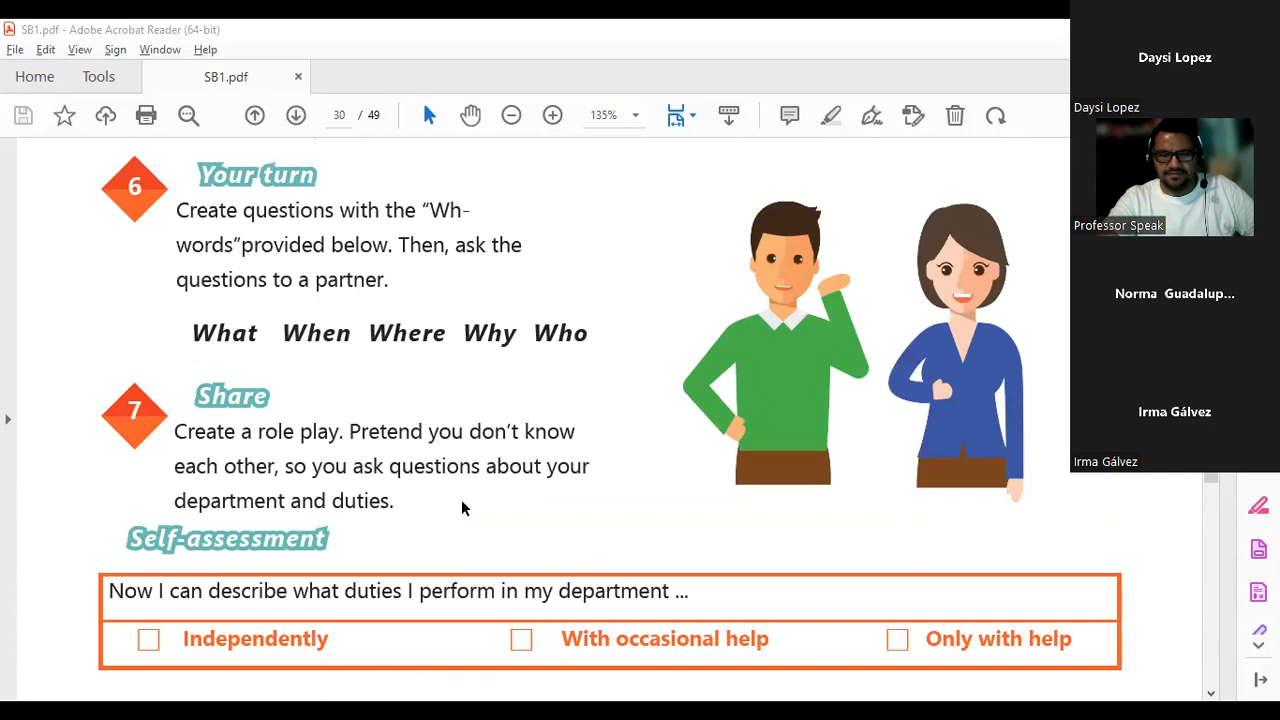 SB1.pdf - Adobe Acrobat Reader (64-bit)
File Edit View Sign Window Help
Home Tools SB1.pdf ×
30 / 49 135%
6 Your turn
Create questions with the “Wh-
words”provided below. Then, ask the
questions to a partner.
What When Where Why Who
7 Share
Create a role play. Pretend you don’t know
each other, so you ask questions about your
department and duties.
Self-assessment
Now I can describe what duties I perform in my department ...
Independently With occasional help Only with help
Daysi Lopez
Daysi Lopez
Professor Speak
Norma Guadalup...
Irma Gálvez
Irma Gálvez